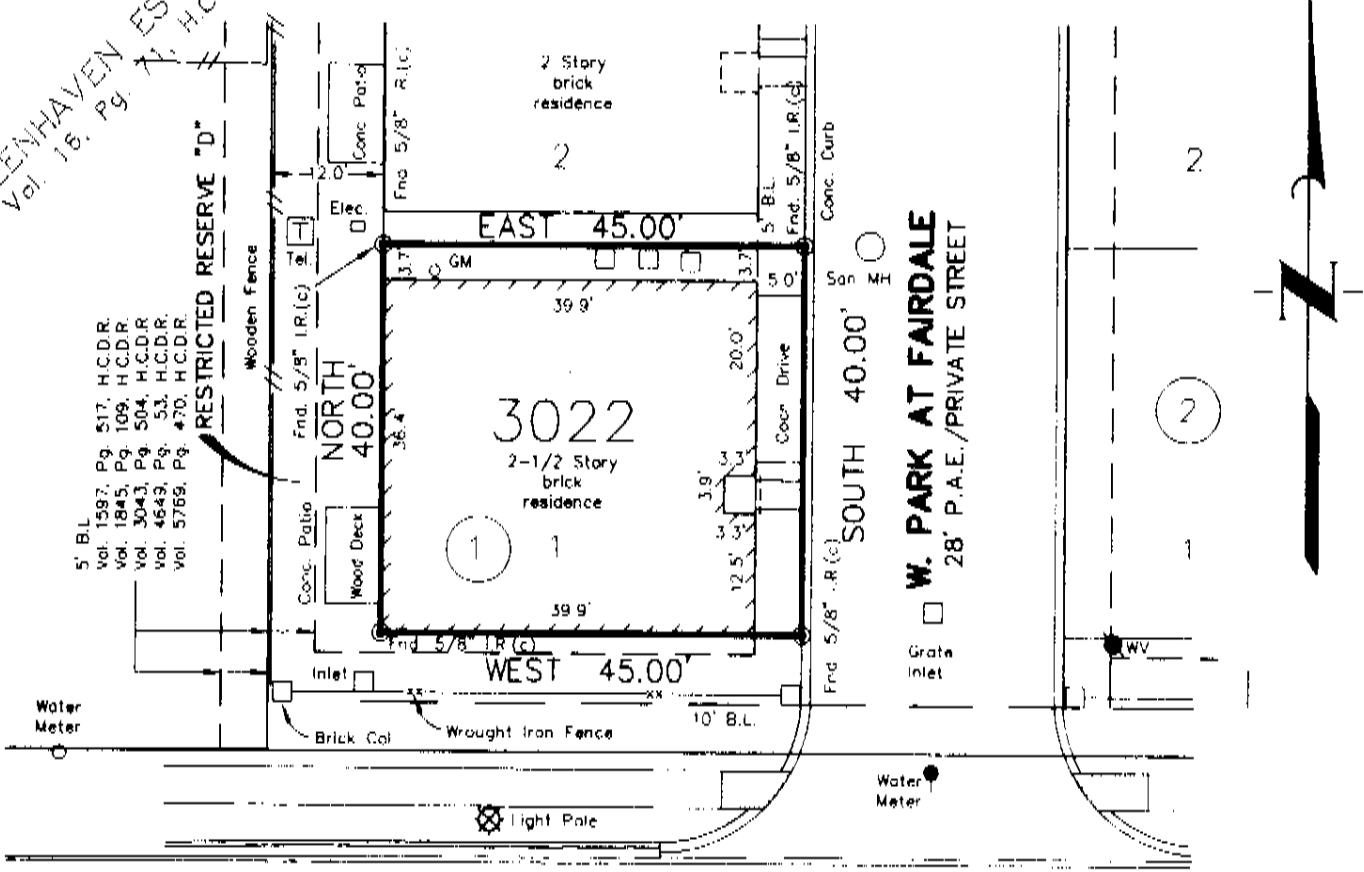 Vol. 16, Pg. 71, H.C
RESTRICTED RESERVE "D"
Wooden Fence
12.0'
Conc Patio
Elec.
T
Tel.
Fnd 5/8" I.R.(c)
2 Story
brick
residence
2
5' B.L.
Fnd. 5/8" I.R.(c)
Conc. Curb
EAST 45.00'
3.7'
GM
3.7'
5.0'
San MH
39.9'
Fnd. 5/8" I.R.(c)
NORTH
40.00'
36.4'
3022
2-1/2 Story
brick
residence
1
1
20.0'
Conc Drive
3.3'
3.9'
3.3'
12.5'
39.9'
SOUTH 40.00'
W. PARK AT FAIRDALE
28' P.A.E./PRIVATE STREET
5' B.L
Vol. 1597, Pg. 517, H.C.D.R.
Vol. 1845, Pg. 109, H.C.D.R.
Vol. 3043, Pg. 504, H.C.D.R
Vol. 4649, Pg. 53, H.C.D.R.
Vol. 5769, Pg. 470, H.C.D.R.
Conc. Patio
Wood Deck
Fnd 5/8" I.R.(c)
WEST 45.00'
Inlet
Fnd 5/8" I.R.(c)
Grate
Inlet
xx
xx
10' B.L.
Brick Col
Wrought Iron Fence
Water
Meter
Light Pole
Water
Meter
WV
2
2
1
N